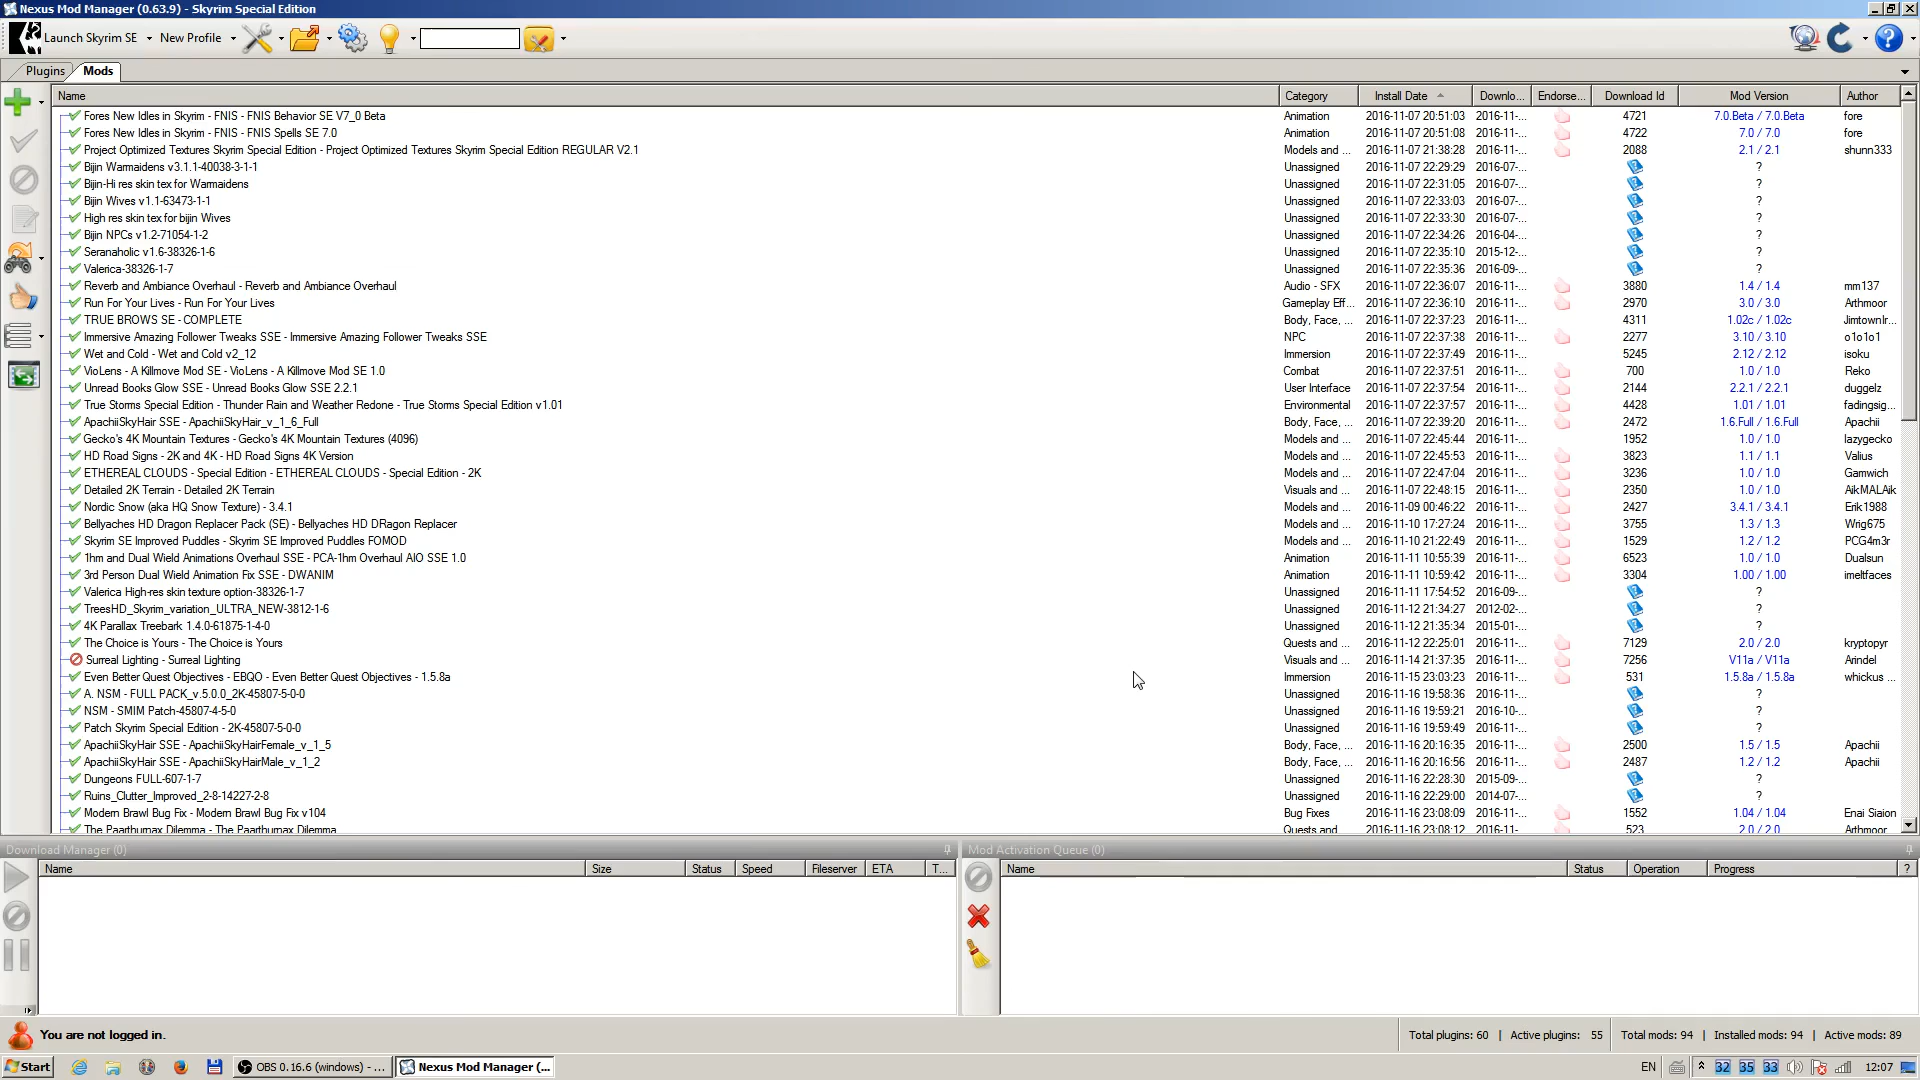 Nexus Mod Manager (0.63.9) - Skyrim Special Edition
Launch Skyrim SE New Profile
Plugins Mods
Name Category Install Date Downlo... Endorse... Download Id Mod Version Author
Fores New Idles in Skyrim - FNIS - FNIS Behavior SE V7_0 Beta Animation 2016-11-07 20:51:03 2016-11-... 4721 7.0.Beta / 7.0.Beta fore
Fores New Idles in Skyrim - FNIS - FNIS Spells SE 7.0 Animation 2016-11-07 20:51:08 2016-11-... 4722 7.0 / 7.0 fore
Project Optimized Textures Skyrim Special Edition - Project Optimized Textures Skyrim Special Edition REGULAR V2.1 Models and ... 2016-11-07 21:38:28 2016-11-... 2088 2.1 / 2.1 shunn333
Bijin Warmaidens v3.1.1-40038-3-1-1 Unassigned 2016-11-07 22:29:29 2016-07-... ?
Bijin-Hi res skin tex for Warmaidens Unassigned 2016-11-07 22:31:05 2016-07-... ?
Bijin Wives v1.1-63473-1-1 Unassigned 2016-11-07 22:33:03 2016-07-... ?
High res skin tex for bijin Wives Unassigned 2016-11-07 22:33:30 2016-07-... ?
Bijin NPCs v1.2-71054-1-2 Unassigned 2016-11-07 22:34:26 2016-04-... ?
Seranaholic v1.6-38326-1-6 Unassigned 2016-11-07 22:35:10 2015-12-... ?
Valerica-38326-1-7 Unassigned 2016-11-07 22:35:36 2016-09-... ?
Reverb and Ambiance Overhaul - Reverb and Ambiance Overhaul Audio - SFX 2016-11-07 22:36:07 2016-11-... 3880 1.4 / 1.4 mm137
Run For Your Lives - Run For Your Lives Gameplay Eff... 2016-11-07 22:36:10 2016-11-... 2970 3.0 / 3.0 Arthmoor
TRUE BROWS SE - COMPLETE Body, Face, ... 2016-11-07 22:37:23 2016-11-... 4311 1.02c / 1.02c JimtownIr...
Immersive Amazing Follower Tweaks SSE - Immersive Amazing Follower Tweaks SSE NPC 2016-11-07 22:37:38 2016-11-... 2277 3.10 / 3.10 o1o1o1
Wet and Cold - Wet and Cold v2_12 Immersion 2016-11-07 22:37:49 2016-11-... 5245 2.12 / 2.12 isoku
VioLens - A Killmove Mod SE - VioLens - A Killmove Mod SE 1.0 Combat 2016-11-07 22:37:51 2016-11-... 700 1.0 / 1.0 Reko
Unread Books Glow SSE - Unread Books Glow SSE 2.2.1 User Interface 2016-11-07 22:37:54 2016-11-... 2144 2.2.1 / 2.2.1 duggelz
True Storms Special Edition - Thunder Rain and Weather Redone - True Storms Special Edition v1.01 Environmental 2016-11-07 22:37:57 2016-11-... 4428 1.01 / 1.01 fadingsig...
ApachiiSkyHair SSE - ApachiiSkyHair_v_1_6_Full Body, Face, ... 2016-11-07 22:39:20 2016-11-... 2472 1.6.Full / 1.6.Full Apachii
Gecko's 4K Mountain Textures - Gecko's 4K Mountain Textures (4096) Models and ... 2016-11-07 22:45:44 2016-11-... 1952 1.0 / 1.0 lazygecko
HD Road Signs - 2K and 4K - HD Road Signs 4K Version Models and ... 2016-11-07 22:45:53 2016-11-... 3823 1.1 / 1.1 Valius
ETHEREAL CLOUDS - Special Edition - ETHEREAL CLOUDS - Special Edition - 2K Models and ... 2016-11-07 22:47:04 2016-11-... 3236 1.0 / 1.0 Gamwich
Detailed 2K Terrain - Detailed 2K Terrain Visuals and ... 2016-11-07 22:48:15 2016-11-... 2350 1.0 / 1.0 AikMALAik
Nordic Snow (aka HQ Snow Texture) - 3.4.1 Models and ... 2016-11-09 00:46:22 2016-11-... 2427 3.4.1 / 3.4.1 Erik1988
Bellyaches HD Dragon Replacer Pack (SE) - Bellyaches HD DRagon Replacer Models and ... 2016-11-10 17:27:24 2016-11-... 3755 1.3 / 1.3 Wrig675
Skyrim SE Improved Puddles - Skyrim SE Improved Puddles FOMOD Models and ... 2016-11-10 21:22:49 2016-11-... 1529 1.2 / 1.2 PCG4m3r
1hm and Dual Wield Animations Overhaul SSE - PCA-1hm Overhaul AIO SSE 1.0 Animation 2016-11-11 10:55:39 2016-11-... 6523 1.0 / 1.0 Dualsun
3rd Person Dual Wield Animation Fix SSE - DWANIM Animation 2016-11-11 10:59:42 2016-11-... 3304 1.00 / 1.00 imeltfaces
Valerica High-res skin texture option-38326-1-7 Unassigned 2016-11-11 17:54:52 2016-09-... ?
TreesHD_Skyrim_variation_ULTRA_NEW-3812-1-6 Unassigned 2016-11-12 21:34:27 2012-02-... ?
4K Parallax Treebark 1.4.0-61875-1-4-0 Unassigned 2016-11-12 21:35:34 2015-01-... ?
The Choice is Yours - The Choice is Yours Quests and ... 2016-11-12 22:25:01 2016-11-... 7129 2.0 / 2.0 kryptopyr
Surreal Lighting - Surreal Lighting Visuals and ... 2016-11-14 21:37:35 2016-11-... 7256 V11a / V11a Arindel
Even Better Quest Objectives - EBQO - Even Better Quest Objectives - 1.5.8a Immersion 2016-11-15 23:03:23 2016-11-... 531 1.5.8a / 1.5.8a whickus ...
A. NSM - FULL PACK_v.5.0.0_2K-45807-5-0-0 Unassigned 2016-11-16 19:58:36 2016-11-... ?
NSM - SMIM Patch-45807-4-5-0 Unassigned 2016-11-16 19:59:21 2016-10-... ?
Patch Skyrim Special Edition - 2K-45807-5-0-0 Unassigned 2016-11-16 19:59:49 2016-11-... ?
ApachiiSkyHair SSE - ApachiiSkyHairFemale_v_1_5 Body, Face, ... 2016-11-16 20:16:35 2016-11-... 2500 1.5 / 1.5 Apachii
ApachiiSkyHair SSE - ApachiiSkyHairMale_v_1_2 Body, Face, ... 2016-11-16 20:16:56 2016-11-... 2487 1.2 / 1.2 Apachii
Dungeons FULL-607-1-7 Unassigned 2016-11-16 22:28:30 2015-09-... ?
Ruins_Clutter_Improved_2-8-14227-2-8 Unassigned 2016-11-16 22:29:00 2014-07-... ?
Modern Brawl Bug Fix - Modern Brawl Bug Fix v104 Bug Fixes 2016-11-16 23:08:09 2016-11-... 1552 1.04 / 1.04 Enai Siaion
The Paarthurnax Dilemma - The Paarthurnax Dilemma Quests and 2016-11-16 23:08:12 2016-11- 523 2.0 / 2.0 Arthmoor
Download Manager (0) Mod Activation Queue (0)
Name Size Status Speed Fileserver ETA T... Name Status Operation Progress ?
You are not logged in. Total plugins: 60 | Active plugins: 55 Total mods: 94 | Installed mods: 94 | Active mods: 89
Start OBS 0.16.6 (windows) - ... Nexus Mod Manager (... EN 32 35 33 12:07